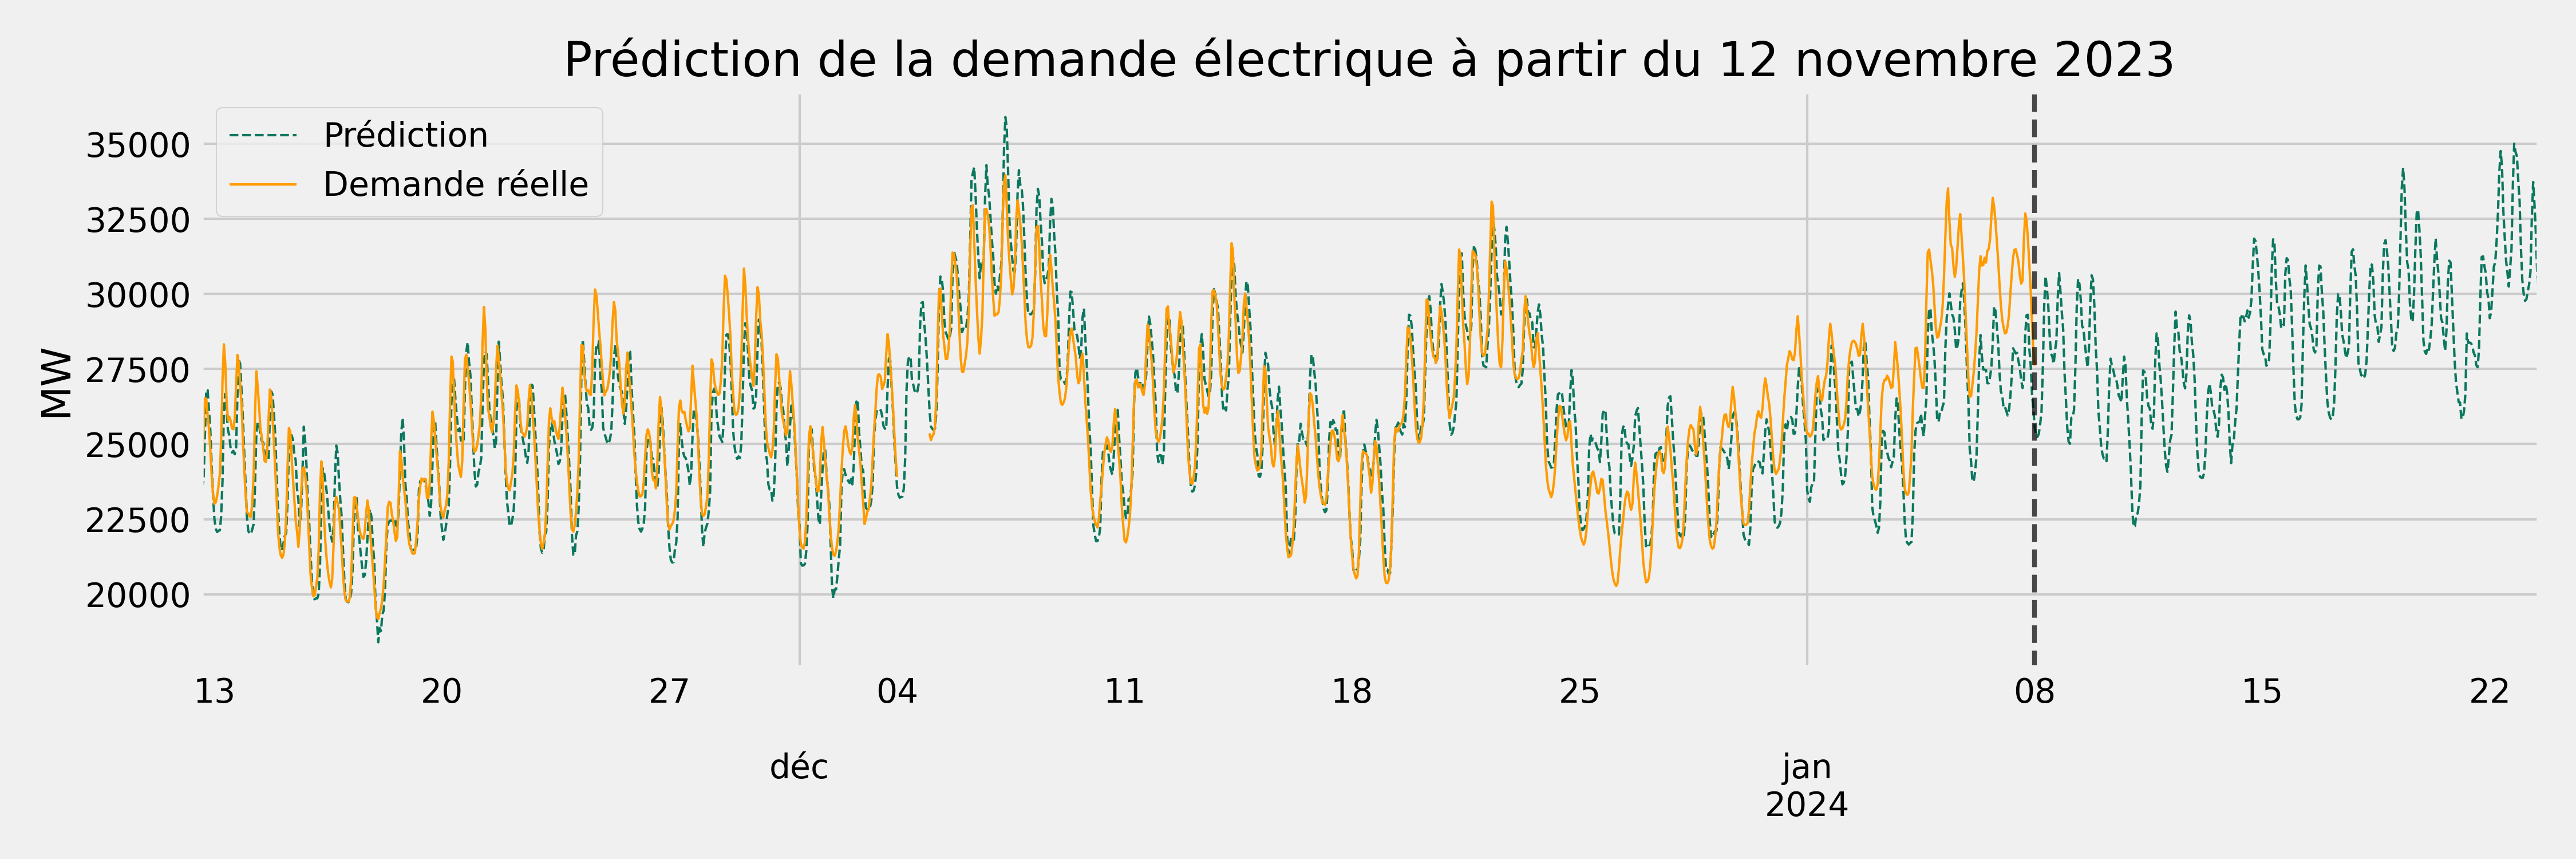 Prédiction de la demande électrique à partir du 12 novembre 2023
Prédiction
Demande réelle
MW
35000
32500
30000
27500
25000
22500
20000
13 20 27 04 11 18 25 08 15 22
déc jan
2024